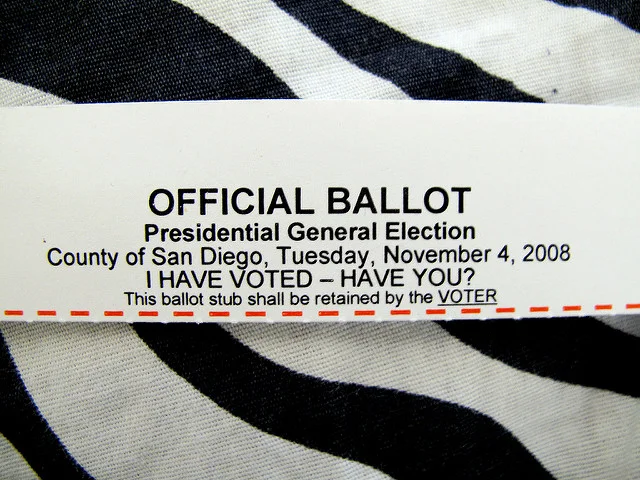 OFFICIAL BALLOT
Presidential General Election
County of San Diego, Tuesday, November 4, 2008
I HAVE VOTED – HAVE YOU?
This ballot stub shall be retained by the VOTER